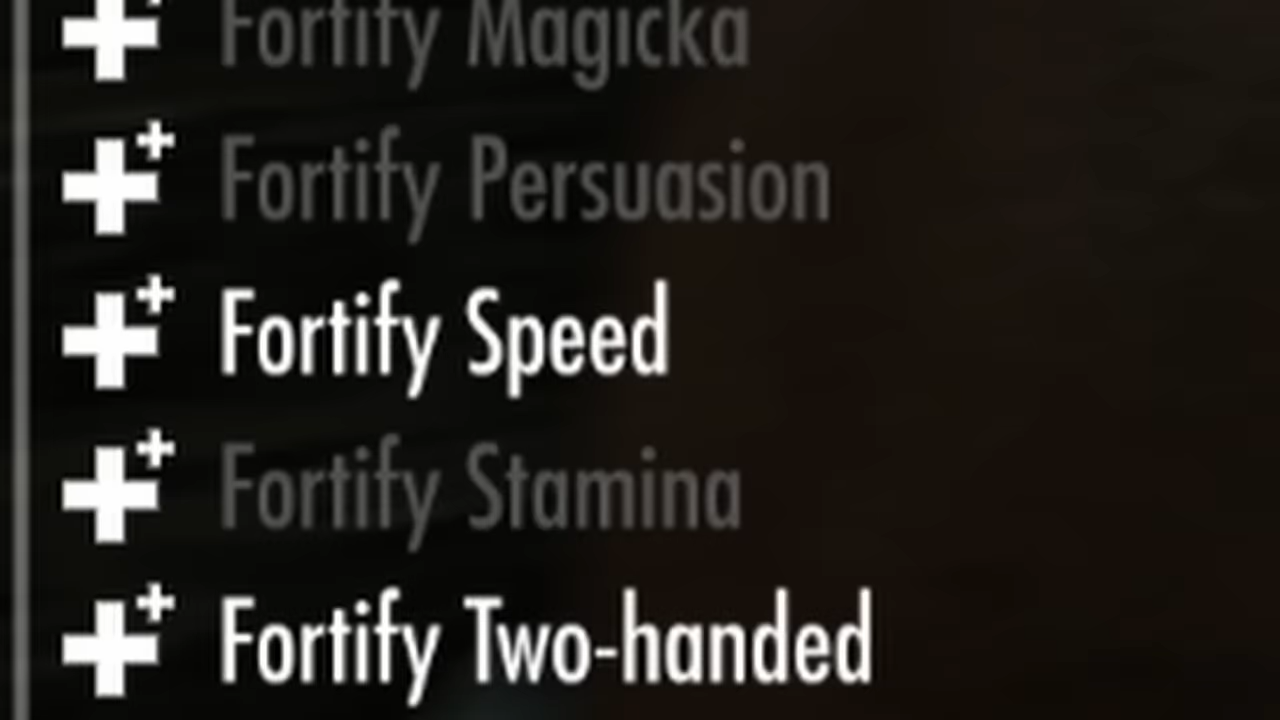 Fortify Magicka
Fortify Persuasion
Fortify Speed
Fortify Stamina
Fortify Two-handed